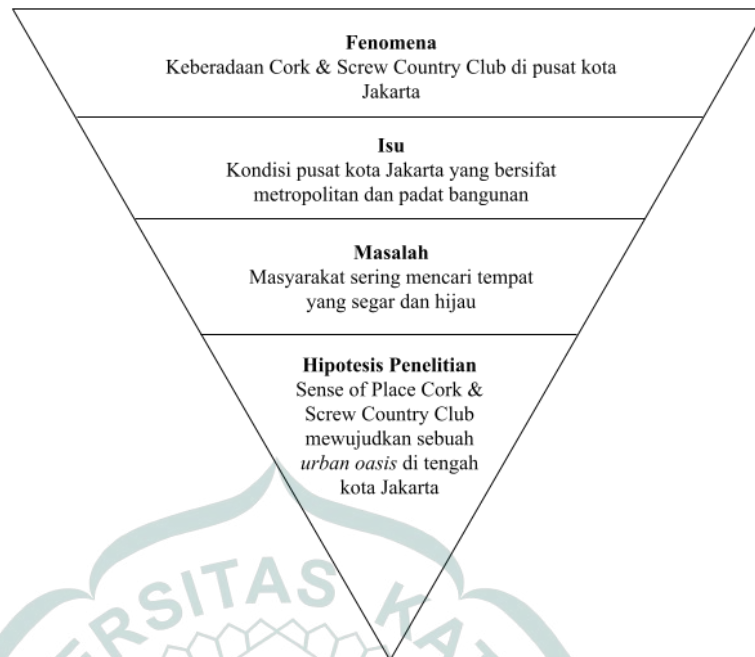 Fenomena
Keberadaan Cork & Screw Country Club di pusat kota
Jakarta
Isu
Kondisi pusat kota Jakarta yang bersifat
metropolitan dan padat bangunan
Masalah
Masyarakat sering mencari tempat
yang segar dan hijau
Hipotesis Penelitian
Sense of Place Cork &
Screw Country Club
mewujudkan sebuah
urban oasis di tengah
kota Jakarta
ERSITAS KAT